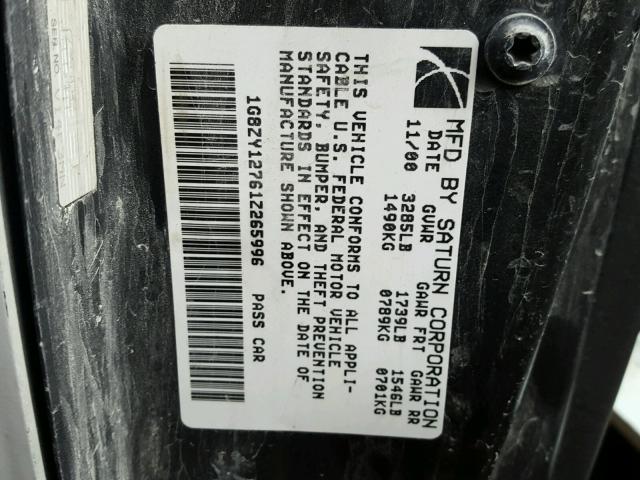 MFD BY SATURN CORPORATION
DATE GVWR GAWR FRT GAWR RR
11/00 3285LB 1739LB 1546LB
1490KG 0789KG 0701KG
THIS VEHICLE CONFORMS TO ALL APPLI-
CABLE U.S. FEDERAL MOTOR VEHICLE
SAFETY, BUMPER, AND THEFT PREVENTION
STANDARDS IN EFFECT ON THE DATE OF
MANUFACTURE SHOWN ABOVE.
1G8ZY12761Z265996 PASS CAR